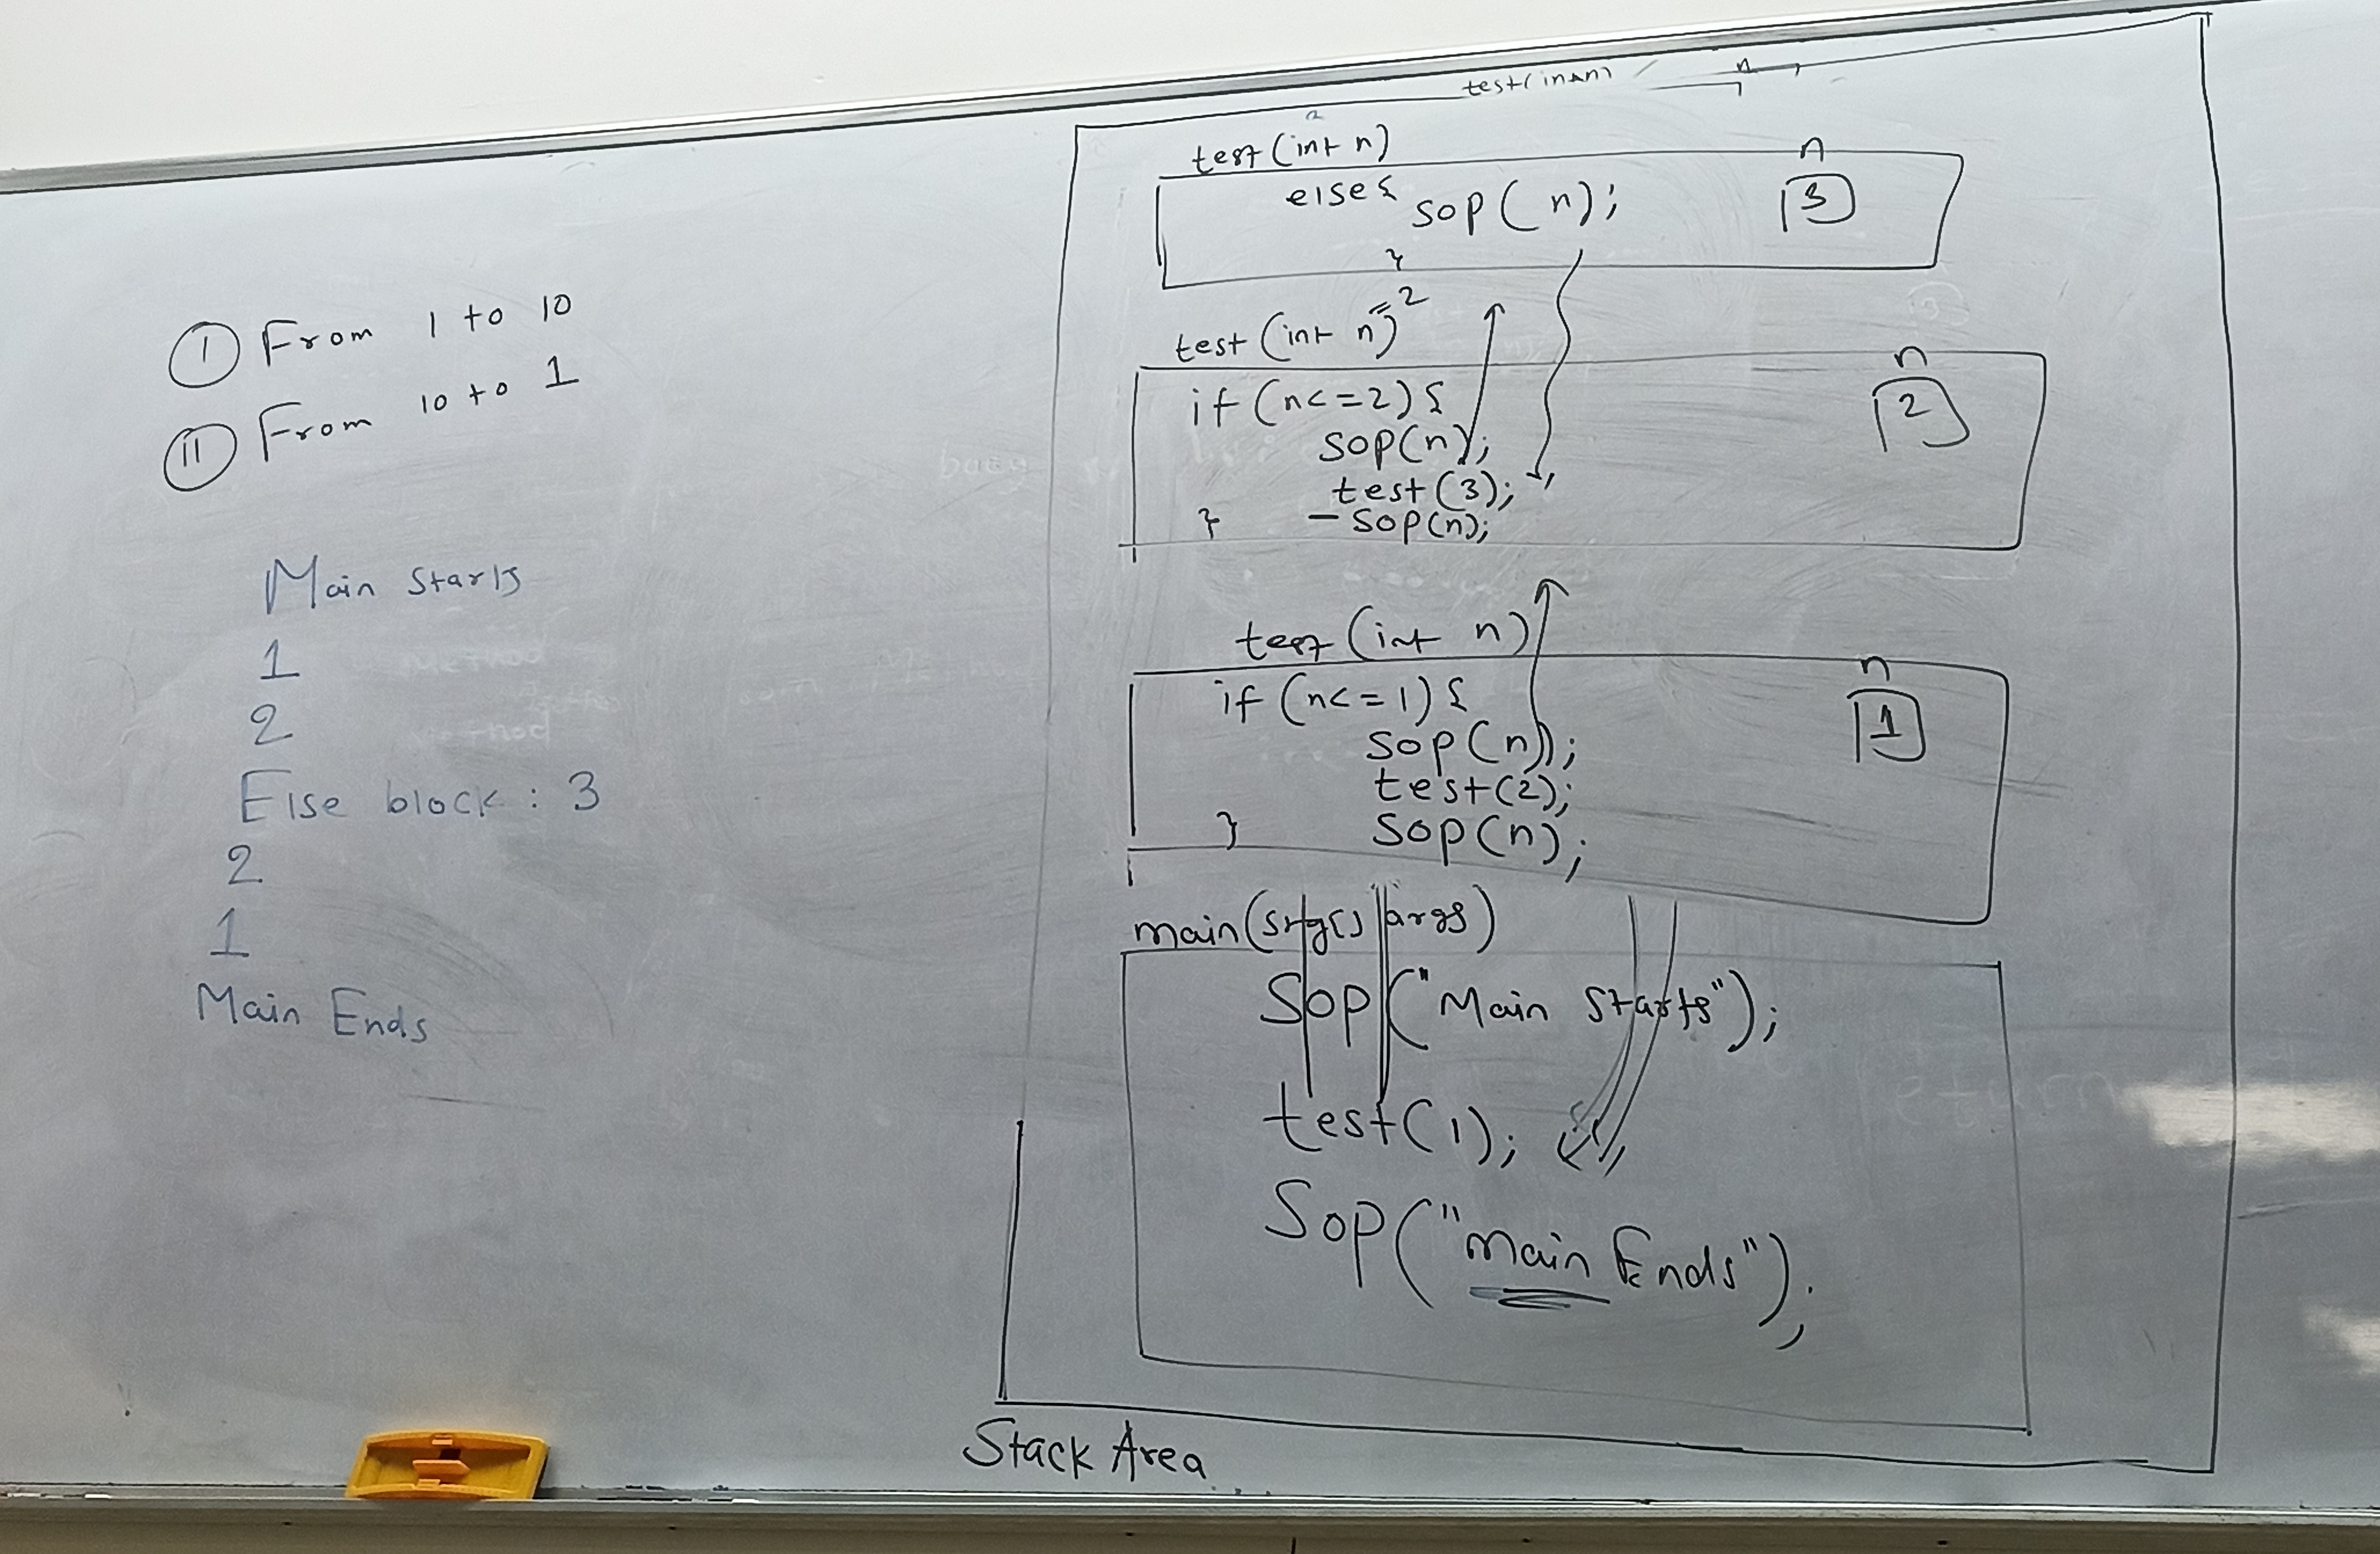 ① From 1 to 10
⑪ From 10 to 1
Main Starts
1
2
Else block : 3
2
1
Main Ends
test(int n)
n
test(int n)
n
else{
sop(n);
3
}
test(int n)=2
n
if (n<=2) {
2
sop(n);
test(3);
} - sop(n);
test(int n)
n
if (n<=1) {
1
sop(n);
test(2);
} sop(n);
main(strg[] args)
Sop("Main Starts");
test(1);
Sop("Main Ends");
Stack Area